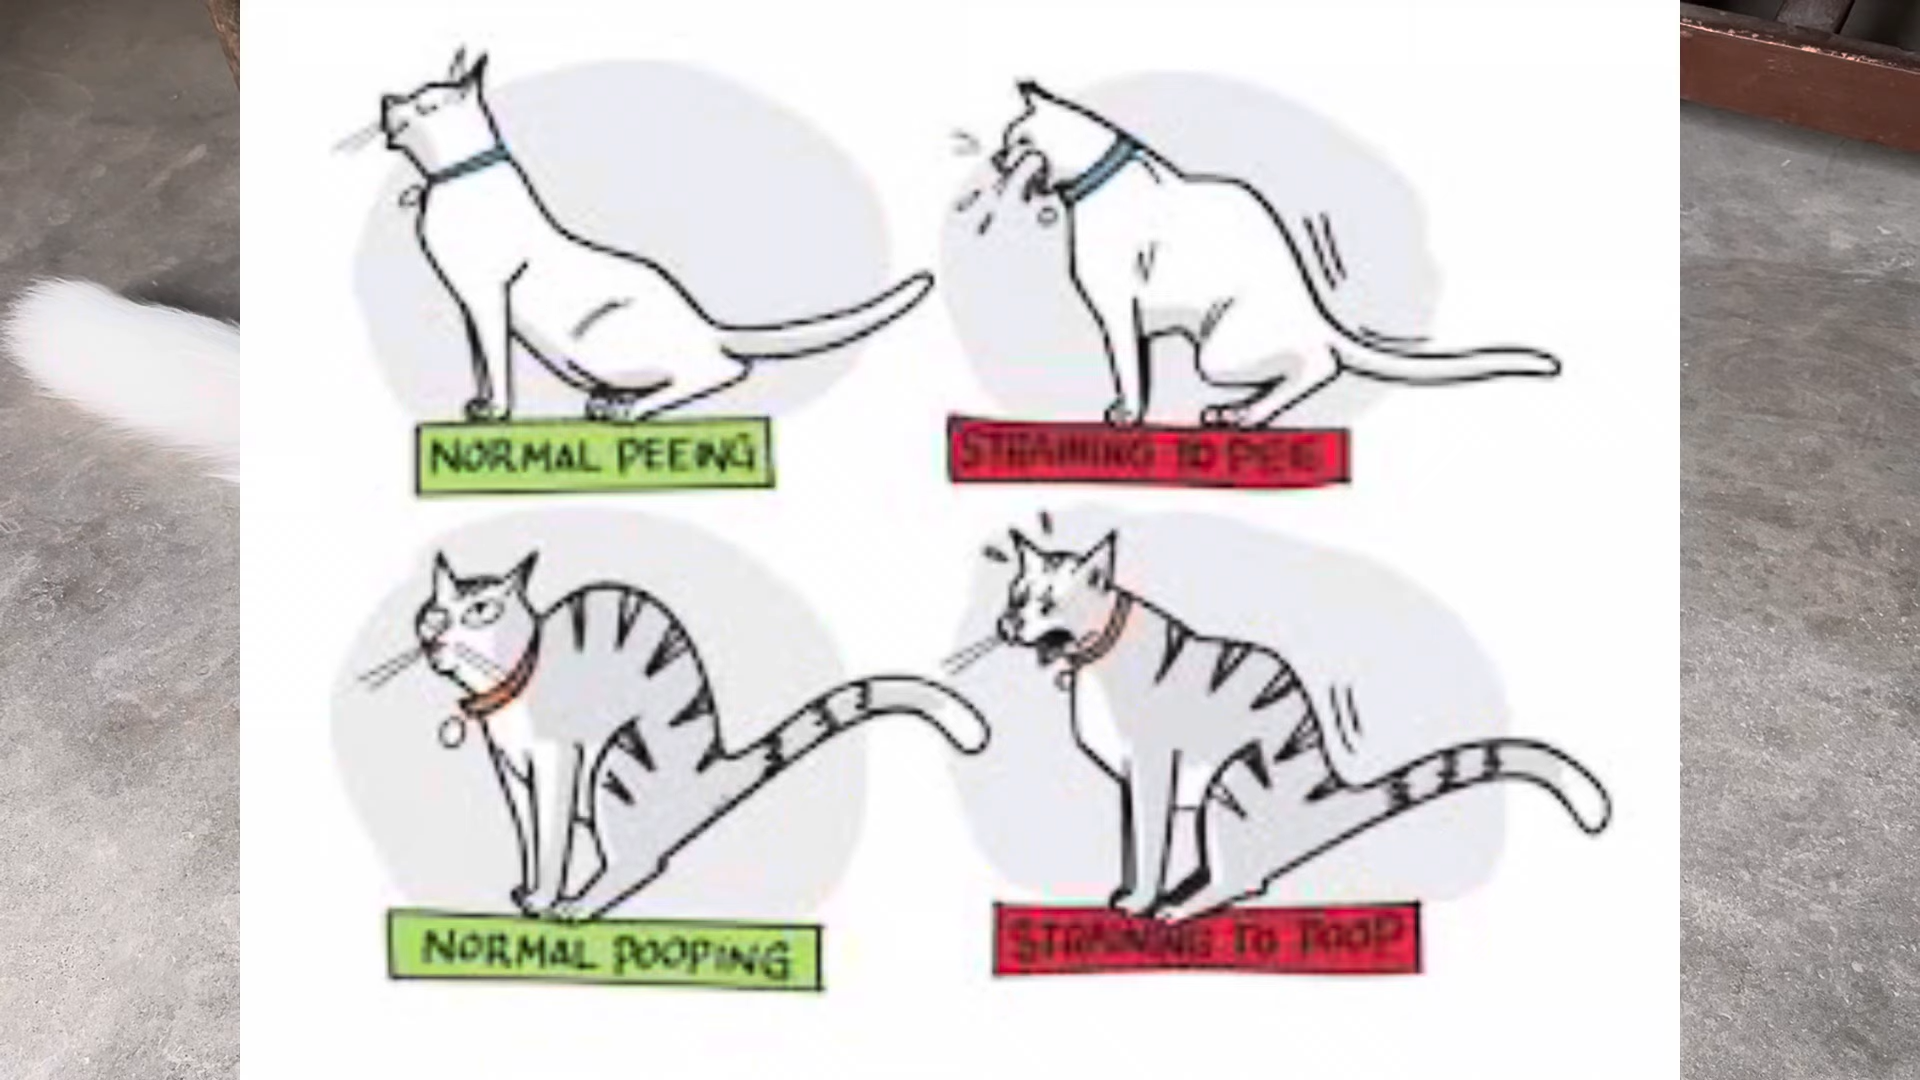 NORMAL PEEING
STRAINING TO PEE
NORMAL POOPING
STRAINING TO POOP